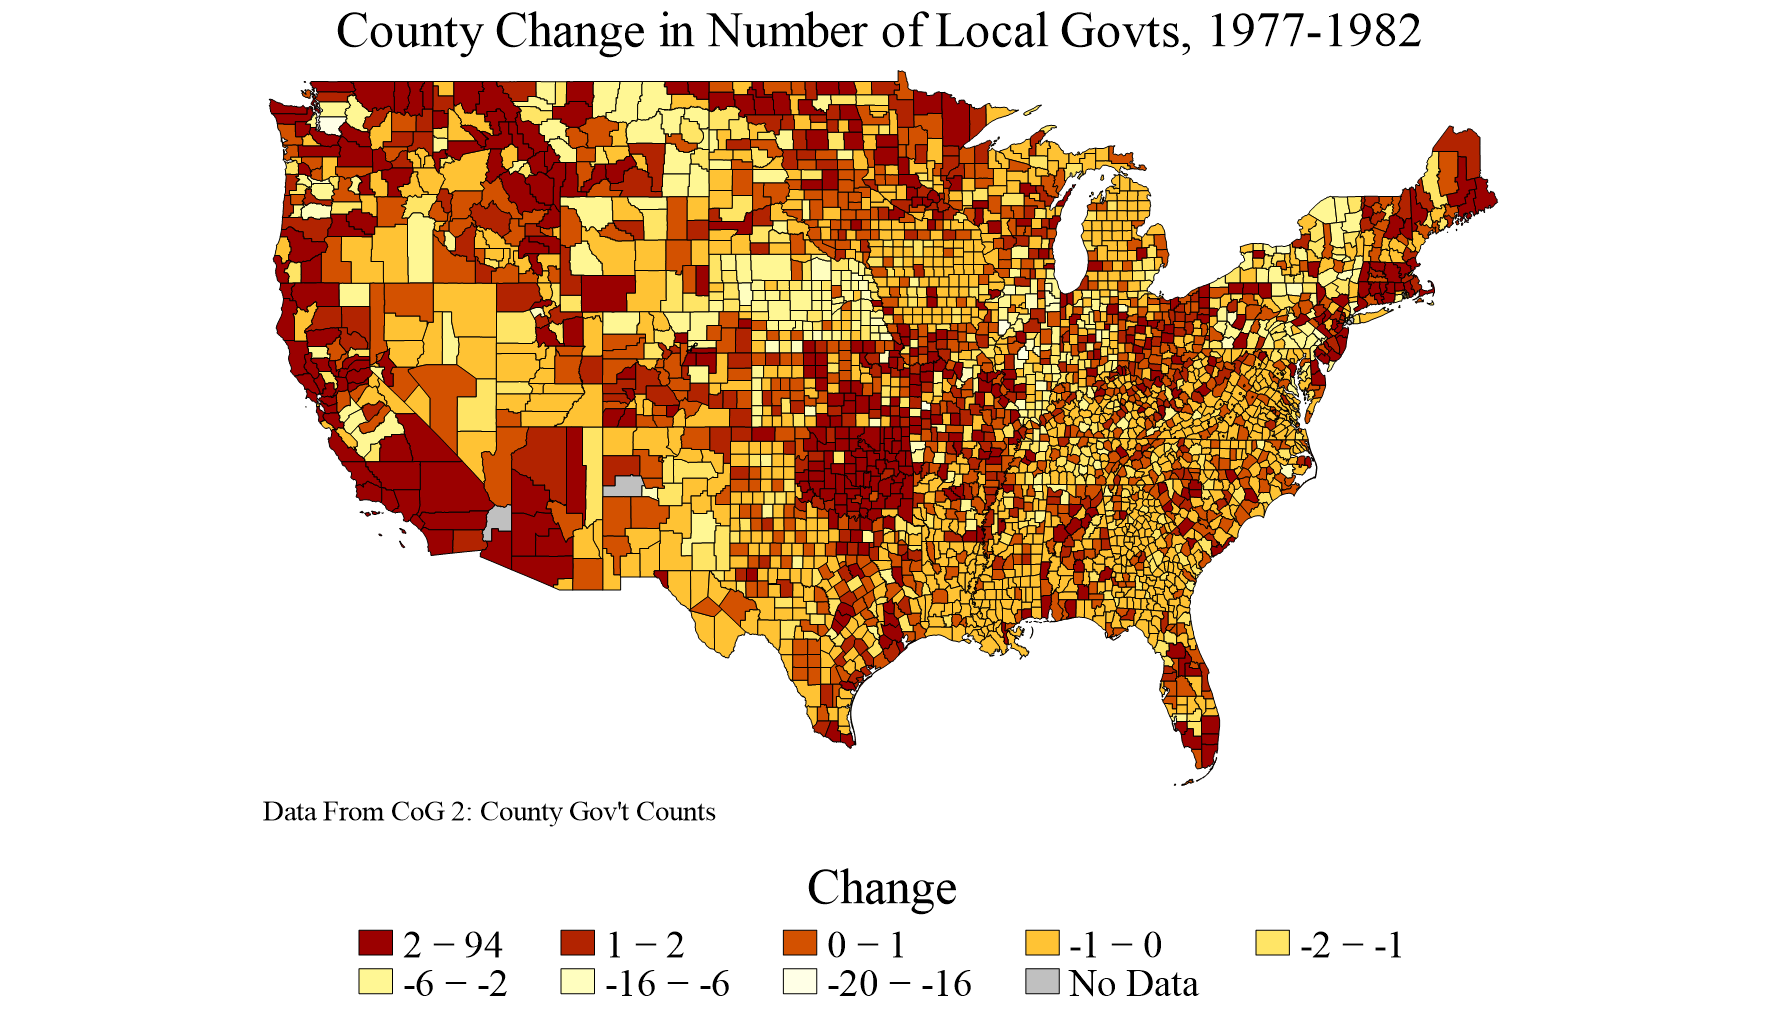 County Change in Number of Local Govts, 1977-1982
Data From CoG 2: County Gov't Counts
Change
2 − 94 1 − 2 0 − 1 -1 − 0 -2 − -1
-6 − -2 -16 − -6 -20 − -16 No Data